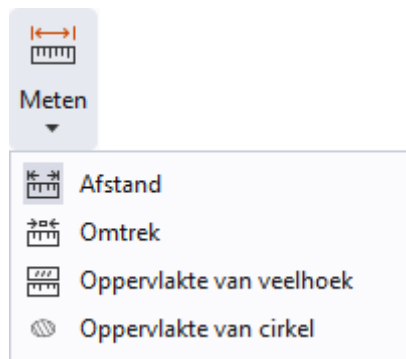 Meten
Afstand
Omtrek
Oppervlakte van veelhoek
Oppervlakte van cirkel